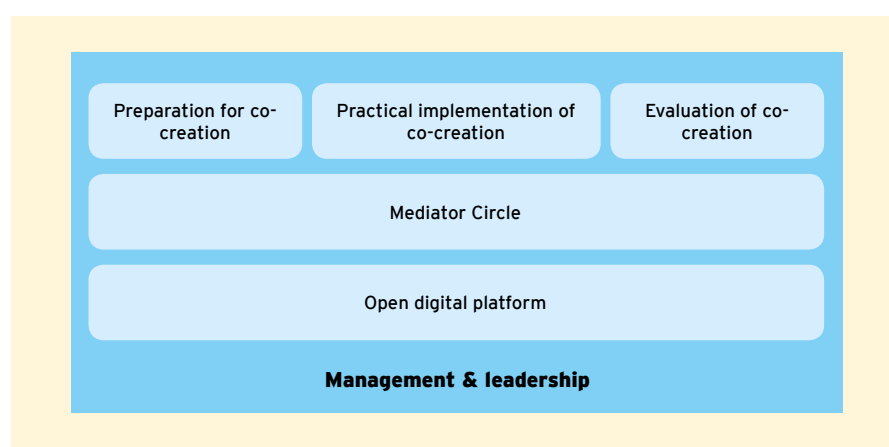 Preparation for co-
creation
Practical implementation of
co-creation
Evaluation of co-
creation
Mediator Circle
Open digital platform
Management & leadership